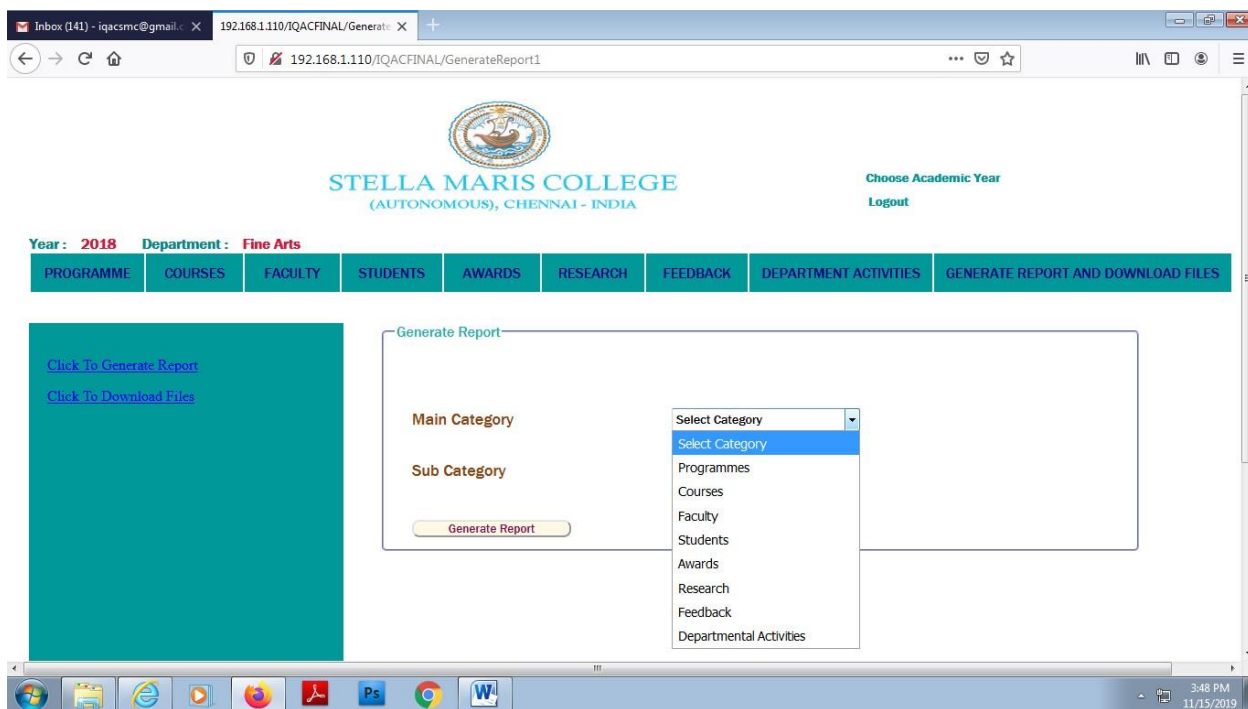 Inbox (141) - iqacsmc@gmail.c
192.168.1.110/IQACFINAL/Generate
192.168.1.110/IQACFINAL/GenerateReport1
STELLA MARIS COLLEGE
(AUTONOMOUS), CHENNAI - INDIA
Choose Academic Year
Logout
Year : 2018 Department : Fine Arts
PROGRAMME COURSES FACULTY STUDENTS AWARDS RESEARCH FEEDBACK DEPARTMENT ACTIVITIES GENERATE REPORT AND DOWNLOAD FILES
Click To Generate Report
Click To Download Files
Generate Report
Main Category
Select Category
Select Category
Programmes
Courses
Faculty
Students
Awards
Research
Feedback
Departmental Activities
Sub Category
Generate Report
Ps
W
3:48 PM
11/15/2019